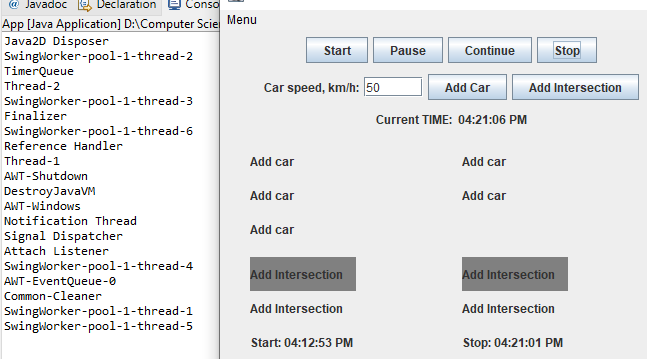 Javadoc Declaration Conso
App [Java Application] D:\Computer Scien
Java2D Disposer
SwingWorker-pool-1-thread-2
TimerQueue
Thread-2
SwingWorker-pool-1-thread-3
Finalizer
SwingWorker-pool-1-thread-6
Reference Handler
Thread-1
AWT-Shutdown
DestroyJavaVM
AWT-Windows
Notification Thread
Signal Dispatcher
Attach Listener
SwingWorker-pool-1-thread-4
AWT-EventQueue-0
Common-Cleaner
SwingWorker-pool-1-thread-1
SwingWorker-pool-1-thread-5
Menu
Start Pause Continue Stop
Car speed, km/h: 50 Add Car Add Intersection
Current TIME: 04:21:06 PM
Add car Add car
Add car Add car
Add car
Add Intersection Add Intersection
Add Intersection Add Intersection
Start: 04:12:53 PM Stop: 04:21:01 PM